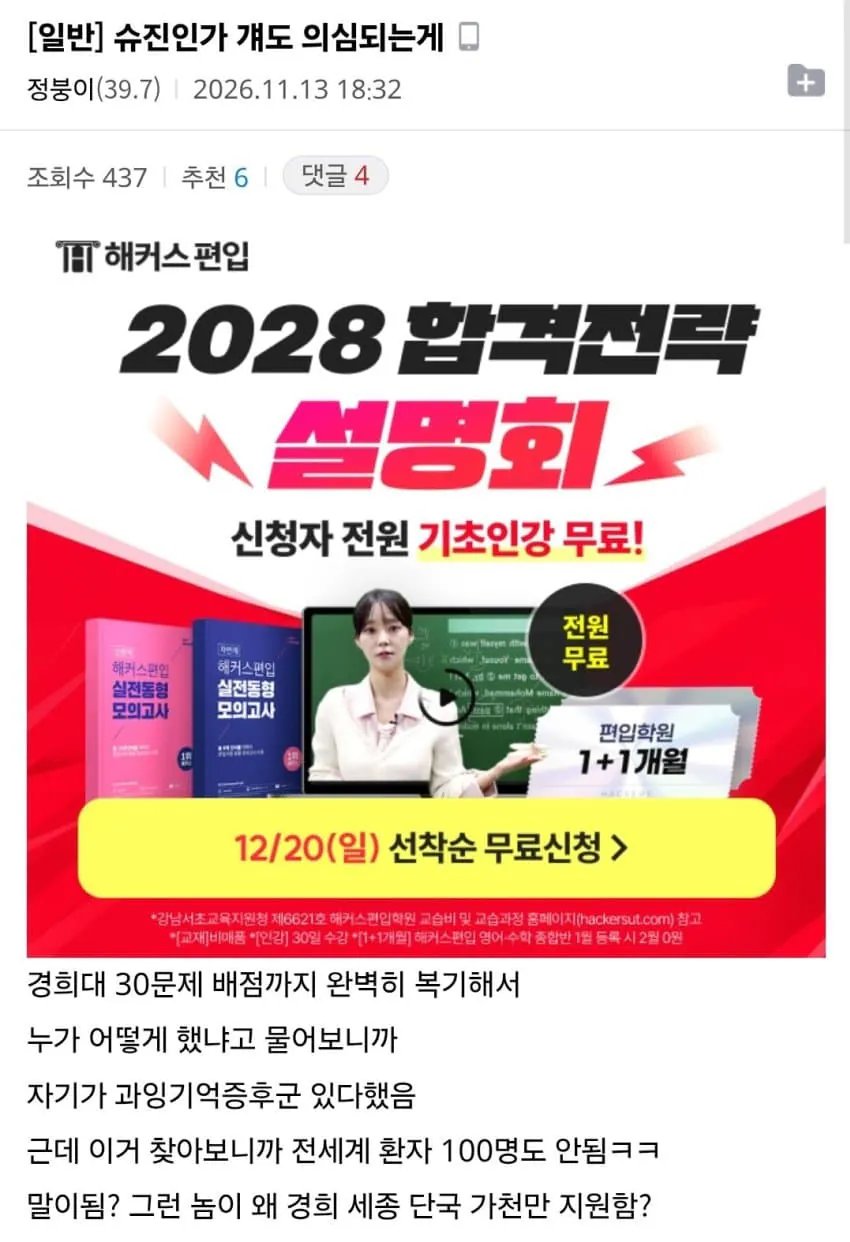 [일반] 슈진인가 걔도 의심되는게
정붕이(39.7) | 2026.11.13 18:32
조회수 437 | 추천 6 | 댓글 4
해커스편입
2028 합격전략
설명회
신청자 전원 기초인강 무료!
전원
무료
해커스편입
실전동형
모의고사
해커스편입
실전동형
모의고사
편입학원
1+1개월
12/20(일) 선착순 무료신청 >
*강남서초교육지원청 제6621호 해커스편입학원 교습비 및 교습과정 홈페이지(hackersut.com) 참고
*[교재]비매품 *[인강] 30일 수강 *[1+1개월] 해커스편입 영어·수학 종합반 1월 등록 시 2월 0원
경희대 30문제 배점까지 완벽히 복기해서
누가 어떻게 했냐고 물어보니까
자기가 과잉기억증후군 있다했음
근데 이거 찾아보니까 전세계 환자 100명도 안됨ㅋㅋ
말이됨? 그런 놈이 왜 경희 세종 단국 가천만 지원함?